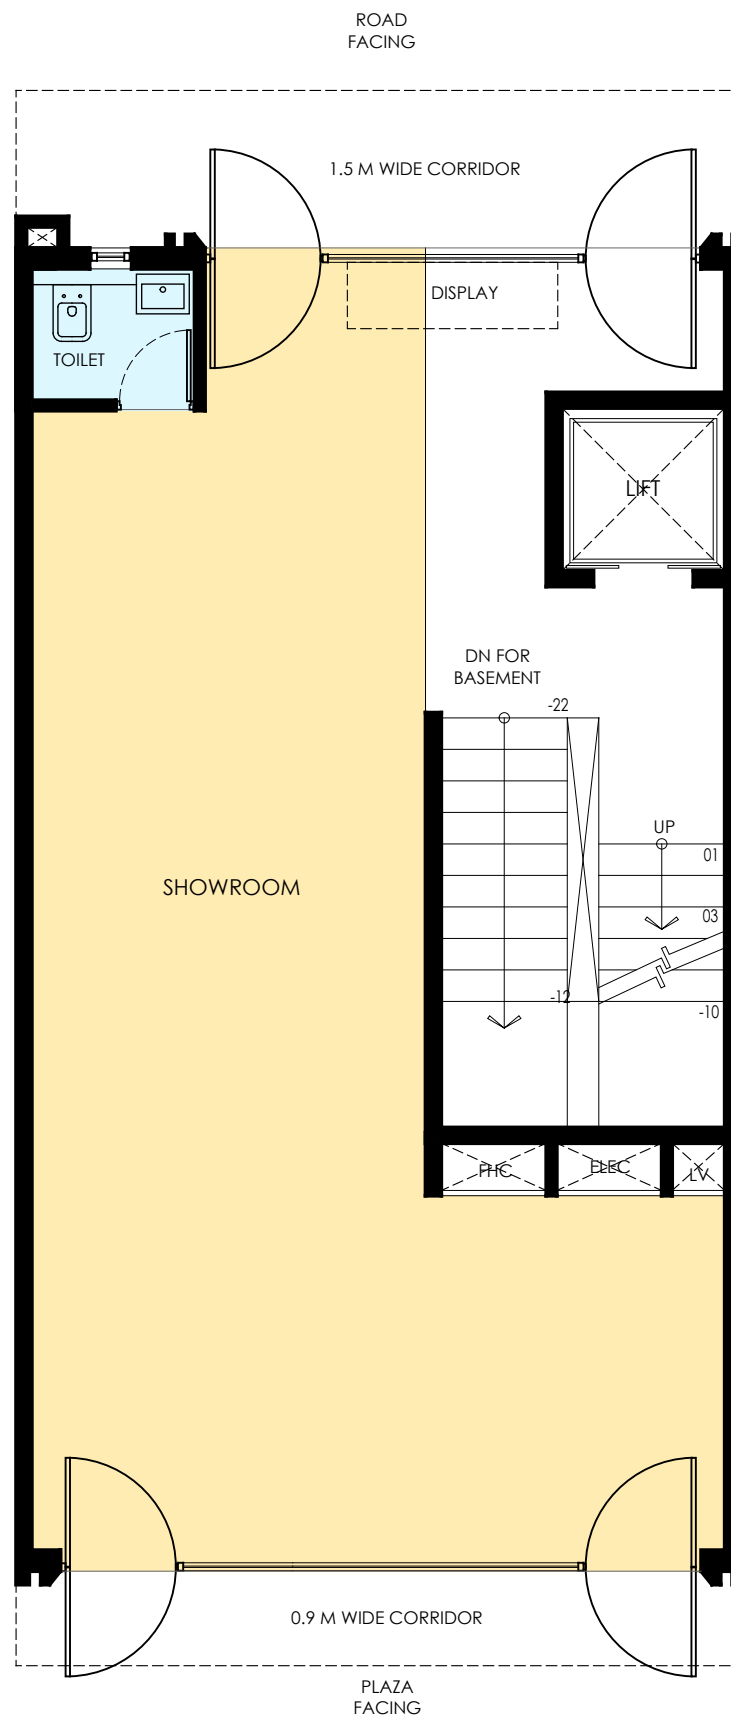 ROAD
FACING
1.5 M WIDE CORRIDOR
DISPLAY
TOILET
LIFT
DN FOR
BASEMENT
-22
UP
01
SHOWROOM
03
-12
-10
FHC
ELEC
LV
0.9 M WIDE CORRIDOR
PLAZA
FACING